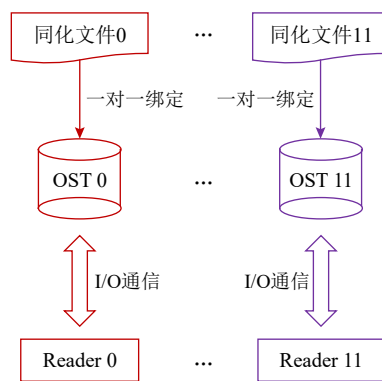 同化文件0 ... 同化文件11
一对一绑定 一对一绑定
OST 0 ... OST 11
I/O通信 I/O通信
Reader 0 ... Reader 11